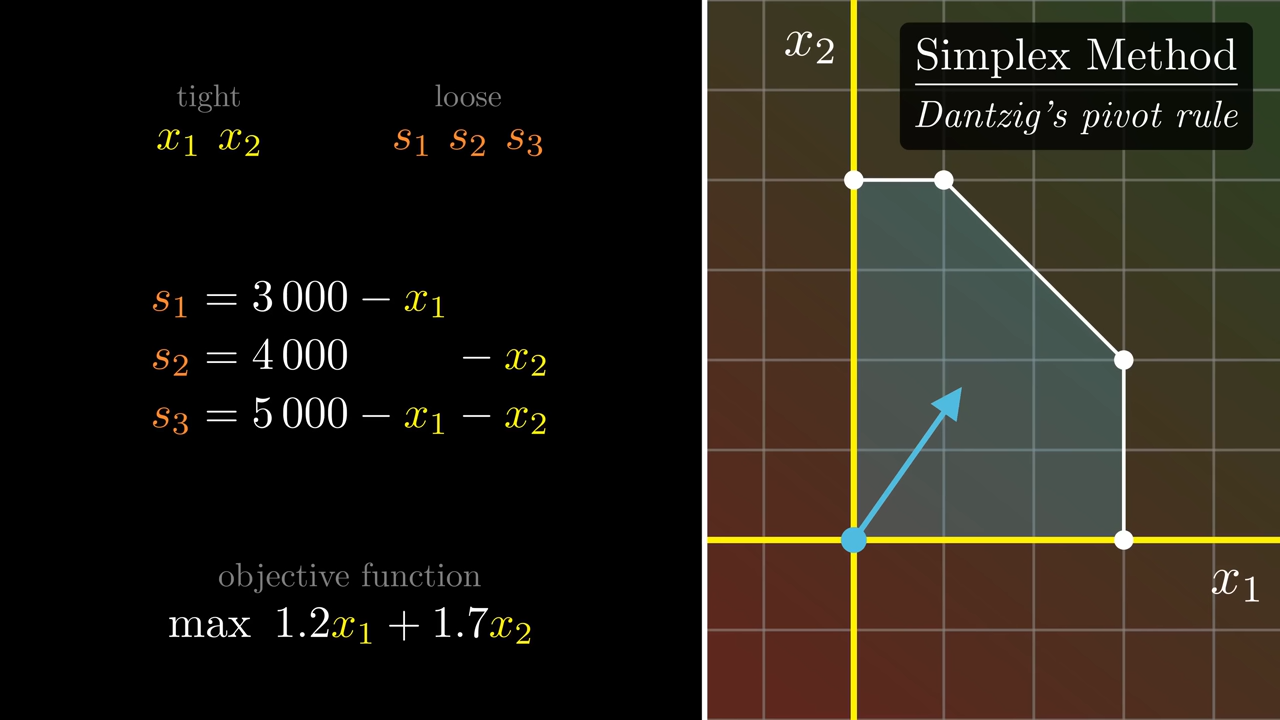 tight loose
x₁ x₂ s₁ s₂ s₃
s₁ = 3 000 − x₁
s₂ = 4 000 − x₂
s₃ = 5 000 − x₁ − x₂
objective function
max 1.2x₁ + 1.7x₂
x₂
Simplex Method
Dantzig's pivot rule
x₁